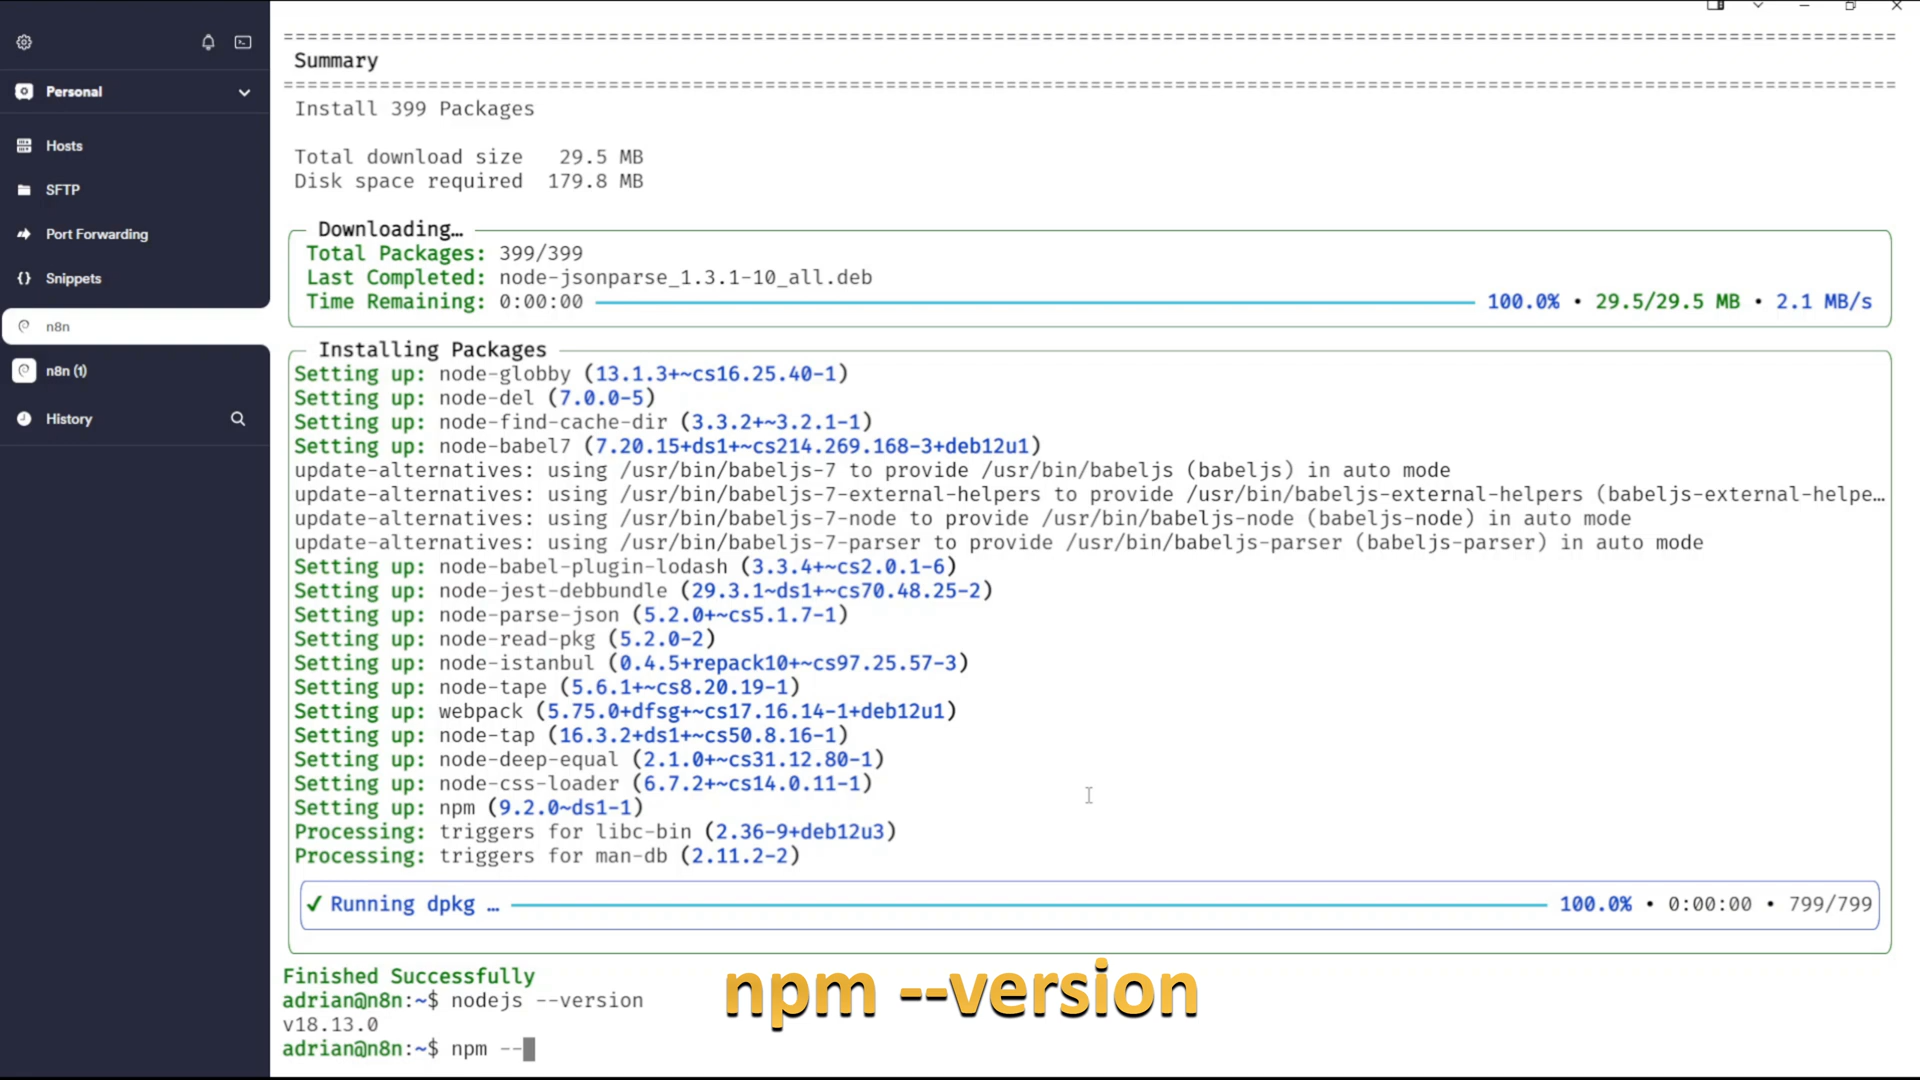 Personal
Hosts
SFTP
Port Forwarding
Snippets
n8n
n8n (1)
History
================================================================================
Summary
================================================================================
Install 399 Packages
Total download size 29.5 MB
Disk space required 179.8 MB
Downloading…
Total Packages: 399/399
Last Completed: node-jsonparse_1.3.1-10_all.deb
Time Remaining: 0:00:00 100.0% • 29.5/29.5 MB • 2.1 MB/s
Installing Packages
Setting up: node-globby (13.1.3+~cs16.25.40-1)
Setting up: node-del (7.0.0-5)
Setting up: node-find-cache-dir (3.3.2+~3.2.1-1)
Setting up: node-babel7 (7.20.15+ds1+~cs214.269.168-3+deb12u1)
update-alternatives: using /usr/bin/babeljs-7 to provide /usr/bin/babeljs (babeljs) in auto mode
update-alternatives: using /usr/bin/babeljs-7-external-helpers to provide /usr/bin/babeljs-external-helpers (babeljs-external-helpe…
update-alternatives: using /usr/bin/babeljs-7-node to provide /usr/bin/babeljs-node (babeljs-node) in auto mode
update-alternatives: using /usr/bin/babeljs-7-parser to provide /usr/bin/babeljs-parser (babeljs-parser) in auto mode
Setting up: node-babel-plugin-lodash (3.3.4+~cs2.0.1-6)
Setting up: node-jest-debbundle (29.3.1~ds1+~cs70.48.25-2)
Setting up: node-parse-json (5.2.0+~cs5.1.7-1)
Setting up: node-read-pkg (5.2.0-2)
Setting up: node-istanbul (0.4.5+repack10+~cs97.25.57-3)
Setting up: node-tape (5.6.1+~cs8.20.19-1)
Setting up: webpack (5.75.0+dfsg+~cs17.16.14-1+deb12u1)
Setting up: node-tap (16.3.2+ds1+~cs50.8.16-1)
Setting up: node-deep-equal (2.1.0+~cs31.12.80-1)
Setting up: node-css-loader (6.7.2+~cs14.0.11-1)
Setting up: npm (9.2.0~ds1-1)
Processing: triggers for libc-bin (2.36-9+deb12u3)
Processing: triggers for man-db (2.11.2-2)
✓ Running dpkg … 100.0% • 0:00:00 • 799/799
Finished Successfully
adrian@n8n:~$ nodejs --version
v18.13.0
adrian@n8n:~$ npm --
npm --version